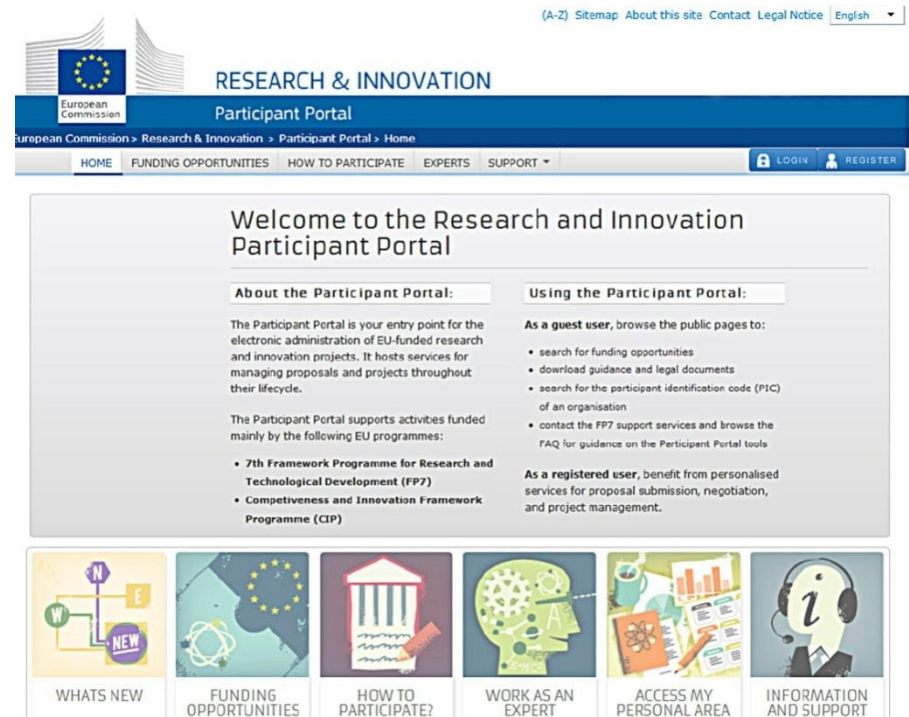 (A-Z) Sitemap About this site Contact Legal Notice English
RESEARCH & INNOVATION
European
Commission
Participant Portal
European Commission > Research & Innovation > Participant Portal > Home
HOME FUNDING OPPORTUNITIES HOW TO PARTICIPATE EXPERTS SUPPORT
LOGIN REGISTER
Welcome to the Research and Innovation
Participant Portal
About the Participant Portal:
The Participant Portal is your entry point for the
electronic administration of EU-funded research
and innovation projects. It hosts services for
managing proposals and projects throughout
their lifecycle.
The Participant Portal supports activities funded
mainly by the following EU programmes:
• 7th Framework Programme for Research and
Technological Development (FP7)
• Competiveness and Innovation Framework
Programme (CIP)
Using the Participant Portal:
As a guest user, browse the public pages to:
• search for funding opportunities
• download guidance and legal documents
• search for the participant identification code (PIC)
of an organisation
• contact the FP7 support services and browse the
FAQ for guidance on the Participant Portal tools
As a registered user, benefit from personalised
services for proposal submission, negotiation,
and project management.
N
W
E
NEW
A
i
WHATS NEW
FUNDING
OPPORTUNITIES
HOW TO
PARTICIPATE?
WORK AS AN
EXPERT
ACCESS MY
PERSONAL AREA
INFORMATION
AND SUPPORT